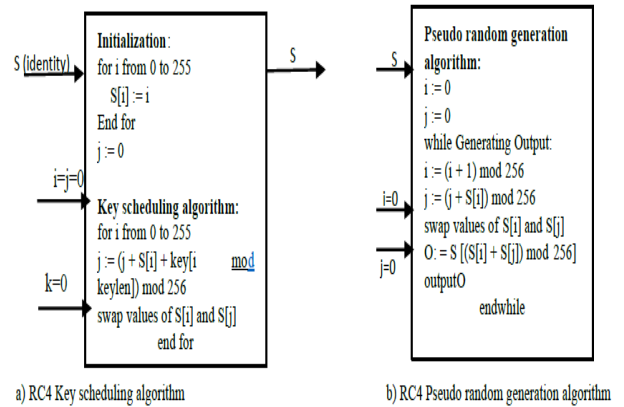 S (identity)
Initialization:
for i from 0 to 255
S[i] := i
End for
j := 0
i=j=0
Key scheduling algorithm:
for i from 0 to 255
j := (j + S[i] + key[i mod
keylen]) mod 256
k=0
swap values of S[i] and S[j]
end for
S
a) RC4 Key scheduling algorithm
S
Pseudo random generation
algorithm:
i := 0
j := 0
while Generating Output:
i := (i + 1) mod 256
i=0
j := (j + S[i]) mod 256
swap values of S[i] and S[j]
j=0
O: = S [(S[i] + S[j]) mod 256]
outputO
endwhile
b) RC4 Pseudo random generation algorithm